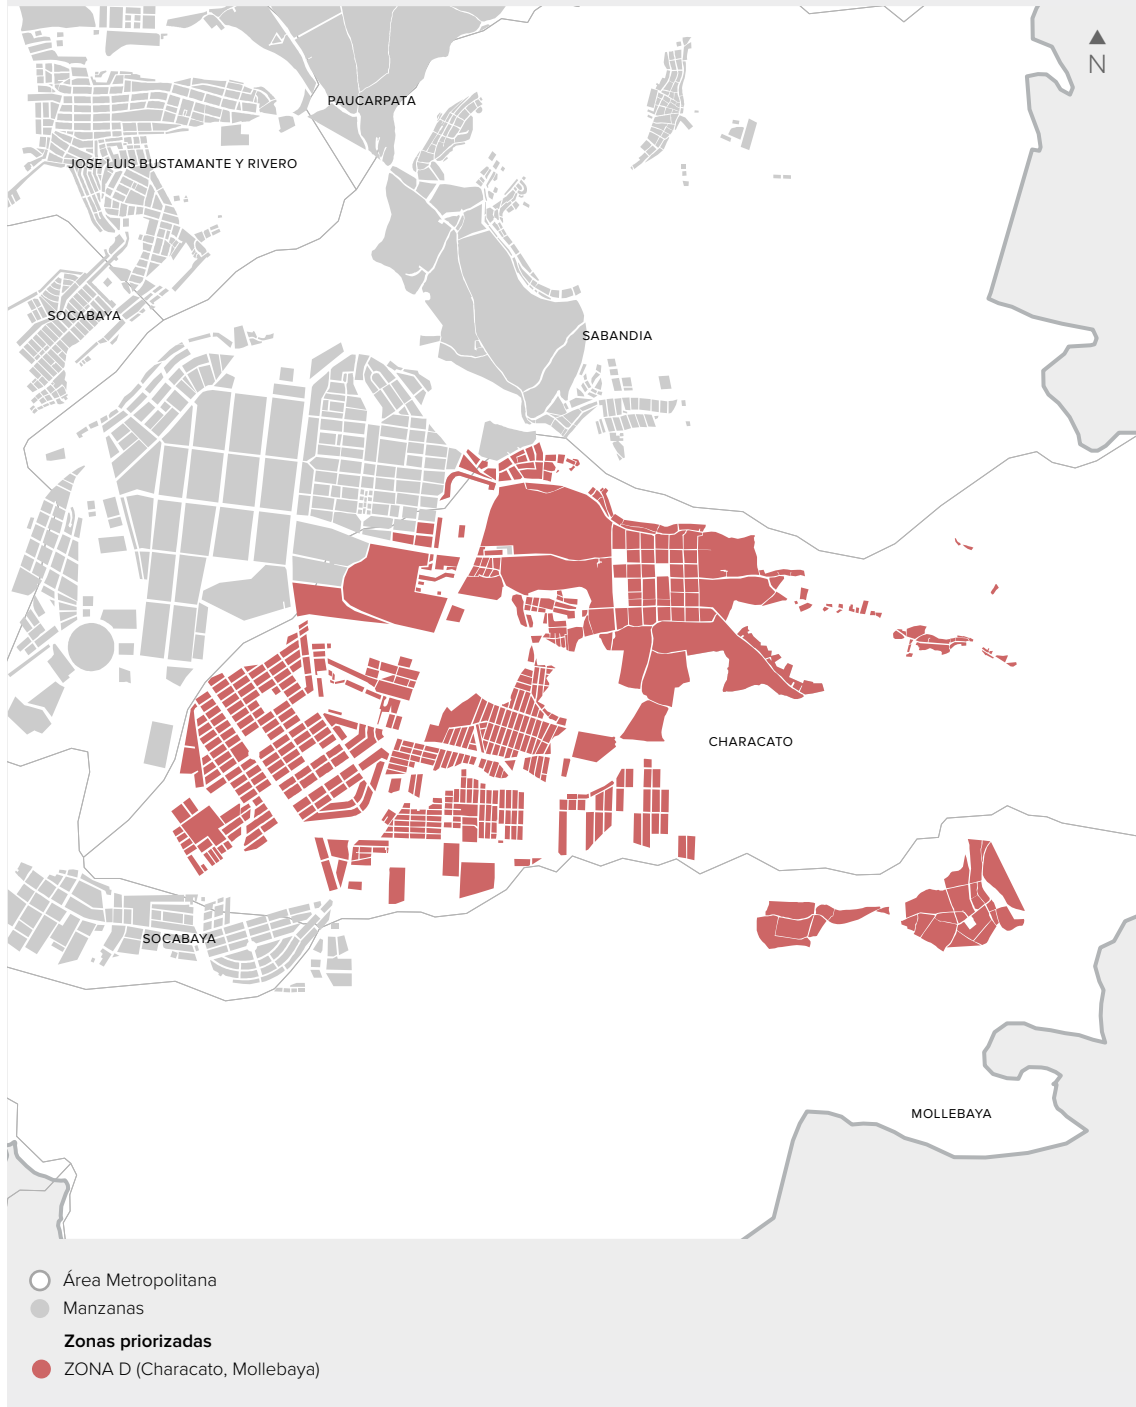 N
PAUCARPATA
JOSE LUIS BUSTAMANTE Y RIVERO
SOCABAYA
SABANDIA
CHARACATO
SOCABAYA
MOLLEBAYA
Área Metropolitana
Manzanas
Zonas priorizadas
ZONA D (Characato, Mollebaya)